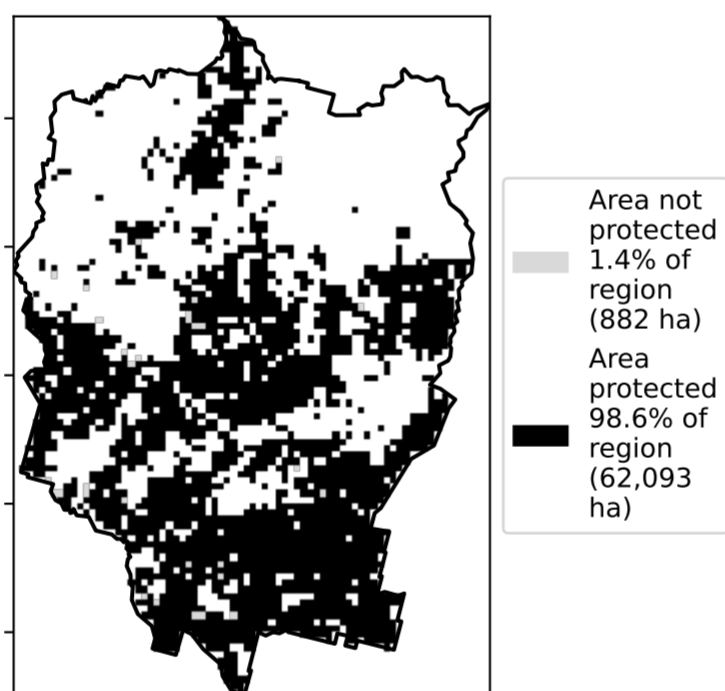 Area not
protected
1.4% of
region
(882 ha)
Area
protected
98.6% of
region
(62,093
ha)